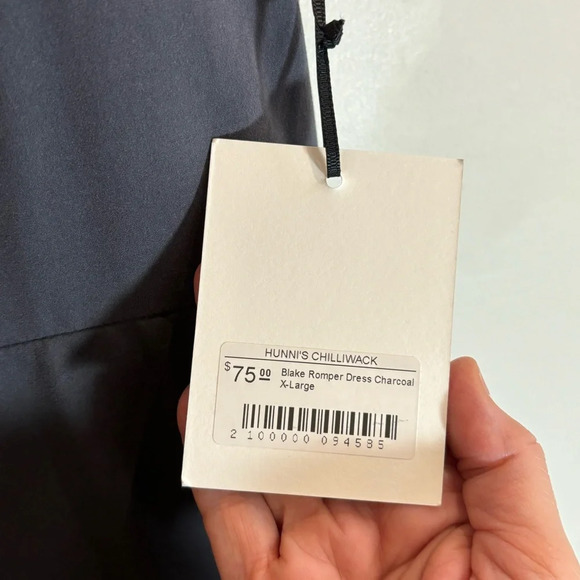 HUNNI'S CHILLIWACK
$75.00 Blake Romper Dress Charcoal
X-Large
2 100000 094585